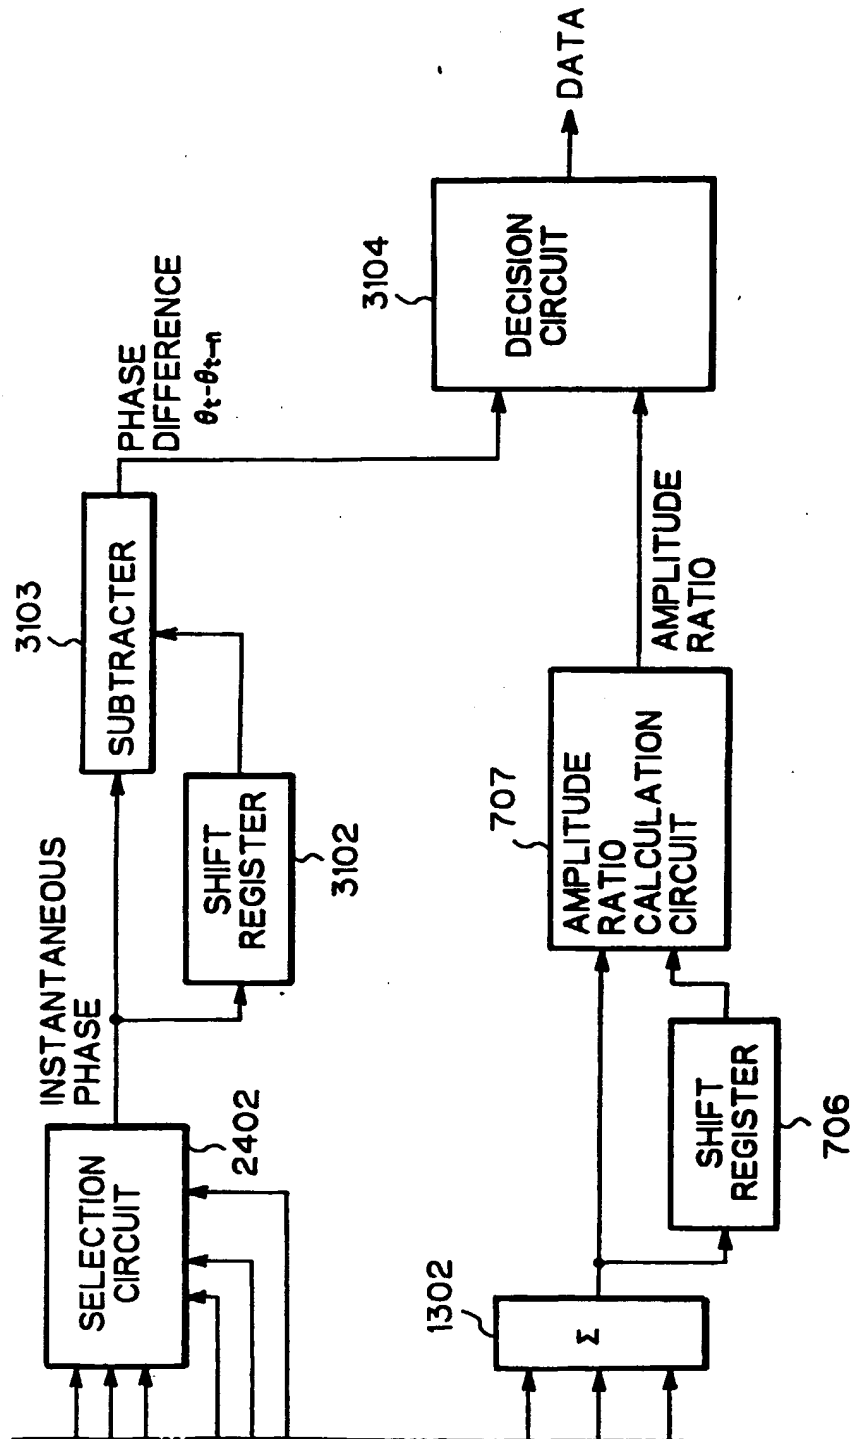 INSTANTANEOUS
PHASE
3103
SUBTRACTER
PHASE
DIFFERENCE
θt-θt-n
SELECTION
CIRCUIT
2402
SHIFT
REGISTER
3102
3104
DECISION
CIRCUIT
DATA
1302
Σ
707
AMPLITUDE
RATIO
CALCULATION
CIRCUIT
AMPLITUDE
RATIO
SHIFT
REGISTER
706